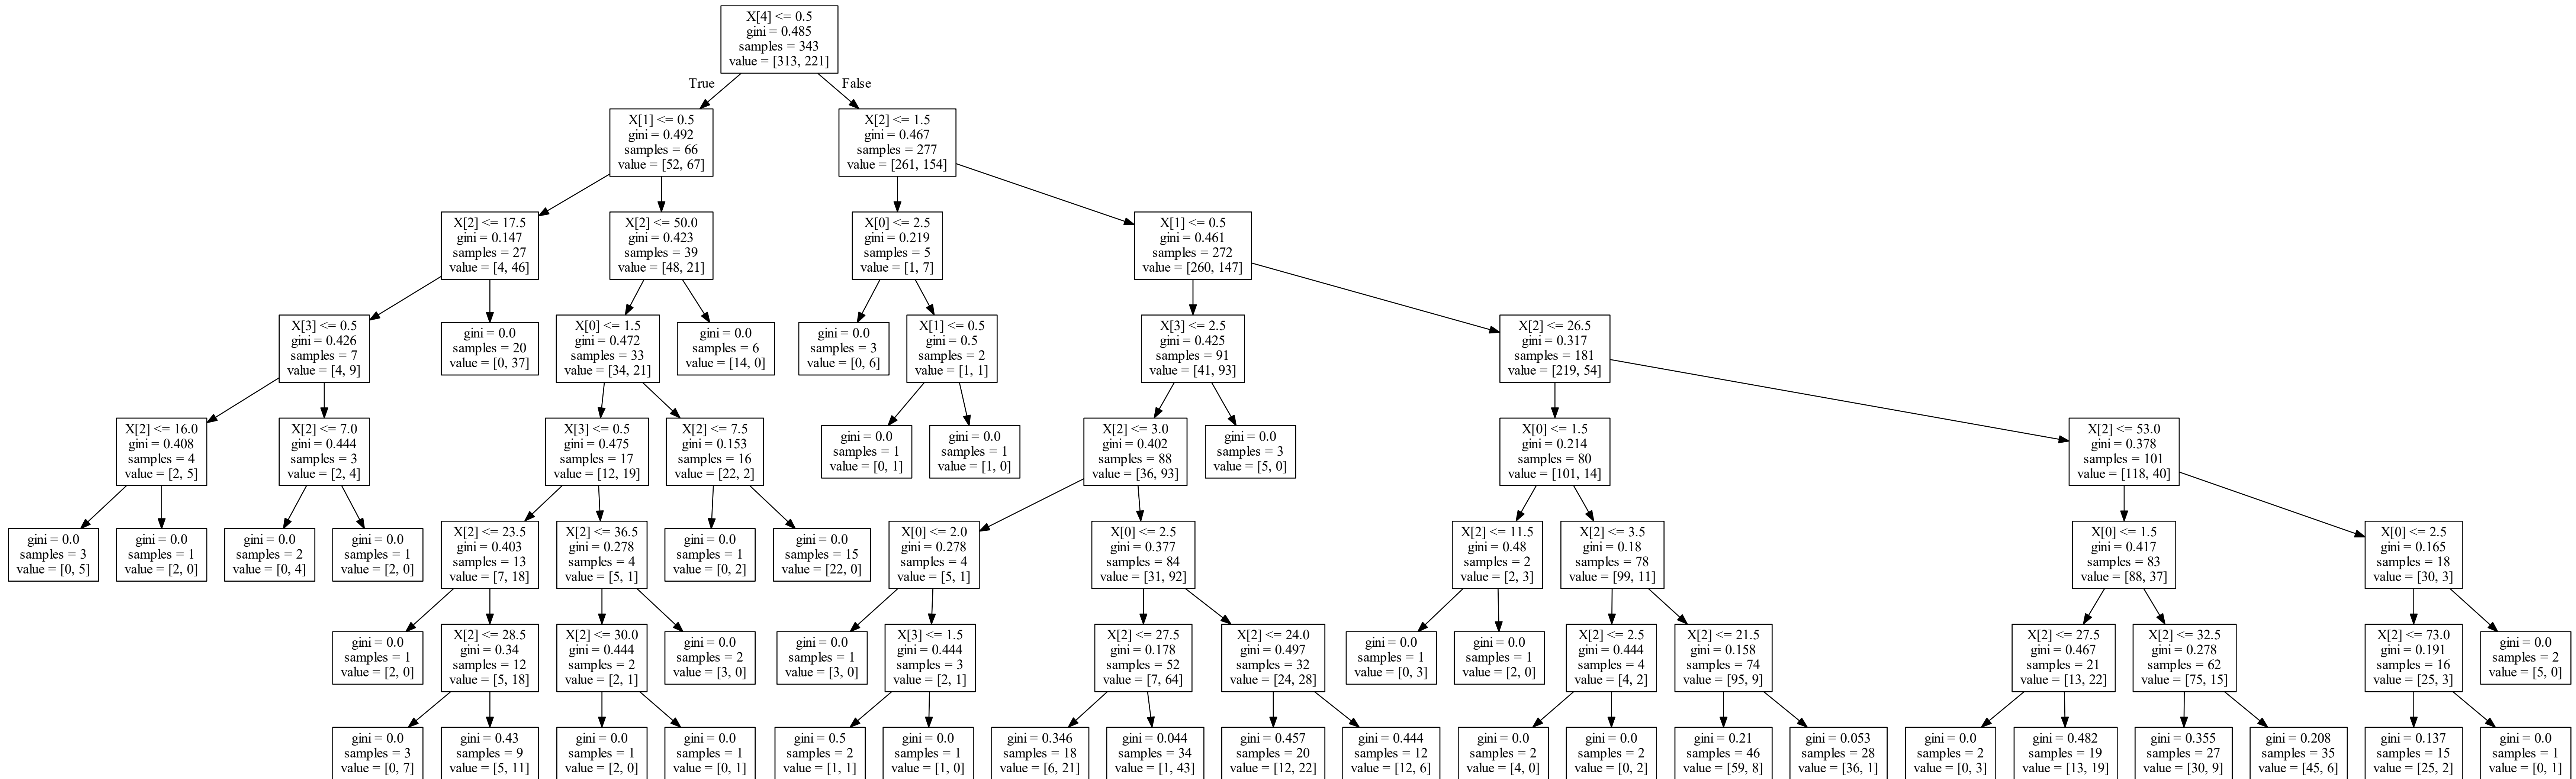 X[4] <= 0.5
gini = 0.485
samples = 343
value = [313, 221]
True
False
X[1] <= 0.5
gini = 0.492
samples = 66
value = [52, 67]
X[2] <= 1.5
gini = 0.467
samples = 277
value = [261, 154]
X[2] <= 17.5
gini = 0.147
samples = 27
value = [4, 46]
X[2] <= 50.0
gini = 0.423
samples = 39
value = [48, 21]
X[0] <= 2.5
gini = 0.219
samples = 5
value = [1, 7]
X[1] <= 0.5
gini = 0.461
samples = 272
value = [260, 147]
X[3] <= 0.5
gini = 0.426
samples = 7
value = [4, 9]
gini = 0.0
samples = 20
value = [0, 37]
X[0] <= 1.5
gini = 0.472
samples = 33
value = [34, 21]
gini = 0.0
samples = 6
value = [14, 0]
gini = 0.0
samples = 3
value = [0, 6]
X[1] <= 0.5
gini = 0.5
samples = 2
value = [1, 1]
X[3] <= 2.5
gini = 0.425
samples = 91
value = [41, 93]
X[2] <= 26.5
gini = 0.317
samples = 181
value = [219, 54]
X[2] <= 16.0
gini = 0.408
samples = 4
value = [2, 5]
X[2] <= 7.0
gini = 0.444
samples = 3
value = [2, 4]
X[3] <= 0.5
gini = 0.475
samples = 17
value = [12, 19]
X[2] <= 7.5
gini = 0.153
samples = 16
value = [22, 2]
gini = 0.0
samples = 1
value = [0, 1]
gini = 0.0
samples = 1
value = [1, 0]
X[2] <= 3.0
gini = 0.402
samples = 88
value = [36, 93]
gini = 0.0
samples = 3
value = [5, 0]
X[0] <= 1.5
gini = 0.214
samples = 80
value = [101, 14]
X[2] <= 53.0
gini = 0.378
samples = 101
value = [118, 40]
gini = 0.0
samples = 3
value = [0, 5]
gini = 0.0
samples = 1
value = [2, 0]
gini = 0.0
samples = 2
value = [0, 4]
gini = 0.0
samples = 1
value = [2, 0]
X[2] <= 23.5
gini = 0.403
samples = 13
value = [7, 18]
X[2] <= 36.5
gini = 0.278
samples = 4
value = [5, 1]
gini = 0.0
samples = 1
value = [0, 2]
gini = 0.0
samples = 15
value = [22, 0]
X[0] <= 2.0
gini = 0.278
samples = 4
value = [5, 1]
X[0] <= 2.5
gini = 0.377
samples = 84
value = [31, 92]
X[2] <= 11.5
gini = 0.48
samples = 2
value = [2, 3]
X[2] <= 3.5
gini = 0.18
samples = 78
value = [99, 11]
X[0] <= 1.5
gini = 0.417
samples = 83
value = [88, 37]
X[0] <= 2.5
gini = 0.165
samples = 18
value = [30, 3]
gini = 0.0
samples = 1
value = [2, 0]
X[2] <= 28.5
gini = 0.34
samples = 12
value = [5, 18]
X[2] <= 30.0
gini = 0.444
samples = 2
value = [2, 1]
gini = 0.0
samples = 2
value = [3, 0]
gini = 0.0
samples = 1
value = [3, 0]
X[3] <= 1.5
gini = 0.444
samples = 3
value = [2, 1]
X[2] <= 27.5
gini = 0.178
samples = 52
value = [7, 64]
X[2] <= 24.0
gini = 0.497
samples = 32
value = [24, 28]
gini = 0.0
samples = 1
value = [0, 3]
gini = 0.0
samples = 1
value = [2, 0]
X[2] <= 2.5
gini = 0.444
samples = 4
value = [4, 2]
X[2] <= 21.5
gini = 0.158
samples = 74
value = [95, 9]
X[2] <= 27.5
gini = 0.467
samples = 21
value = [13, 22]
X[2] <= 32.5
gini = 0.278
samples = 62
value = [75, 15]
X[2] <= 73.0
gini = 0.191
samples = 16
value = [25, 3]
gini = 0.0
samples = 2
value = [5, 0]
gini = 0.0
samples = 3
value = [0, 7]
gini = 0.43
samples = 9
value = [5, 11]
gini = 0.0
samples = 1
value = [2, 0]
gini = 0.0
samples = 1
value = [0, 1]
gini = 0.5
samples = 2
value = [1, 1]
gini = 0.0
samples = 1
value = [1, 0]
gini = 0.346
samples = 18
value = [6, 21]
gini = 0.044
samples = 34
value = [1, 43]
gini = 0.457
samples = 20
value = [12, 22]
gini = 0.444
samples = 12
value = [12, 6]
gini = 0.0
samples = 2
value = [4, 0]
gini = 0.0
samples = 2
value = [0, 2]
gini = 0.21
samples = 46
value = [59, 8]
gini = 0.053
samples = 28
value = [36, 1]
gini = 0.0
samples = 2
value = [0, 3]
gini = 0.482
samples = 19
value = [13, 19]
gini = 0.355
samples = 27
value = [30, 9]
gini = 0.208
samples = 35
value = [45, 6]
gini = 0.137
samples = 15
value = [25, 2]
gini = 0.0
samples = 1
value = [0, 1]